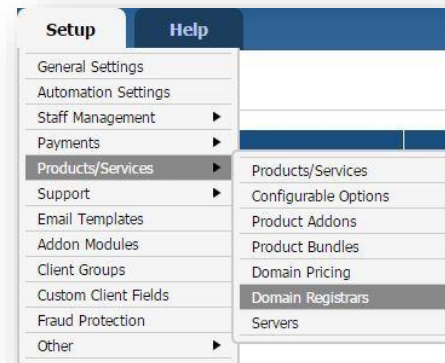 Setup
Help
General Settings
Automation Settings
Staff Management
Payments
Products/Services
Support
Email Templates
Addon Modules
Client Groups
Custom Client Fields
Fraud Protection
Other
Products/Services
Configurable Options
Product Addons
Product Bundles
Domain Pricing
Domain Registrars
Servers